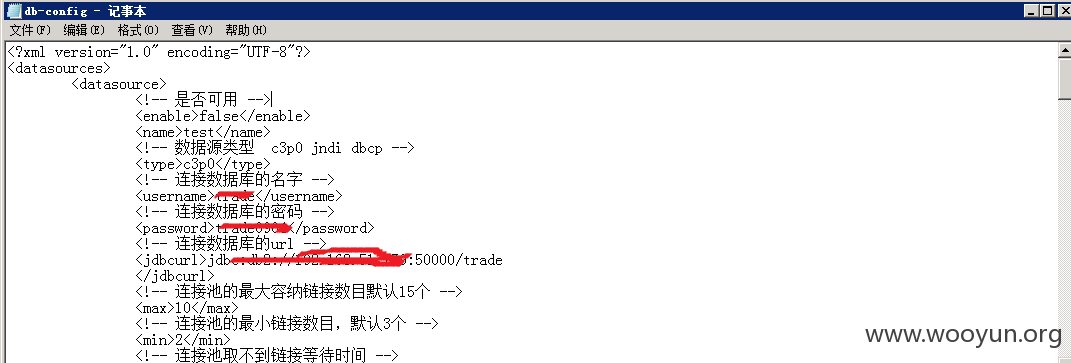 db-config - 记事本
文件(F) 编辑(E) 格式(O) 查看(V) 帮助(H)
<?xml version="1.0" encoding="UTF-8"?>
<datasources>
<datasource>
<!-- 是否可用 -->
<enable>false</enable>
<name>test</name>
<!-- 数据源类型 c3p0 jndi dbcp -->
<type>c3p0</type>
<!-- 连接数据库的名字 -->
<username></username>
<!-- 连接数据库的密码 -->
<password></password>
<!-- 连接数据库的url -->
<jdbcurl>:50000/trade
</jdbcurl>
<!-- 连接池的最大容纳链接数目默认15个 -->
<max>10</max>
<!-- 连接池的最小链接数目，默认3个 -->
<min>2</min>
<!-- 连接池取不到链接等待时间 -->
www.wooyun.org